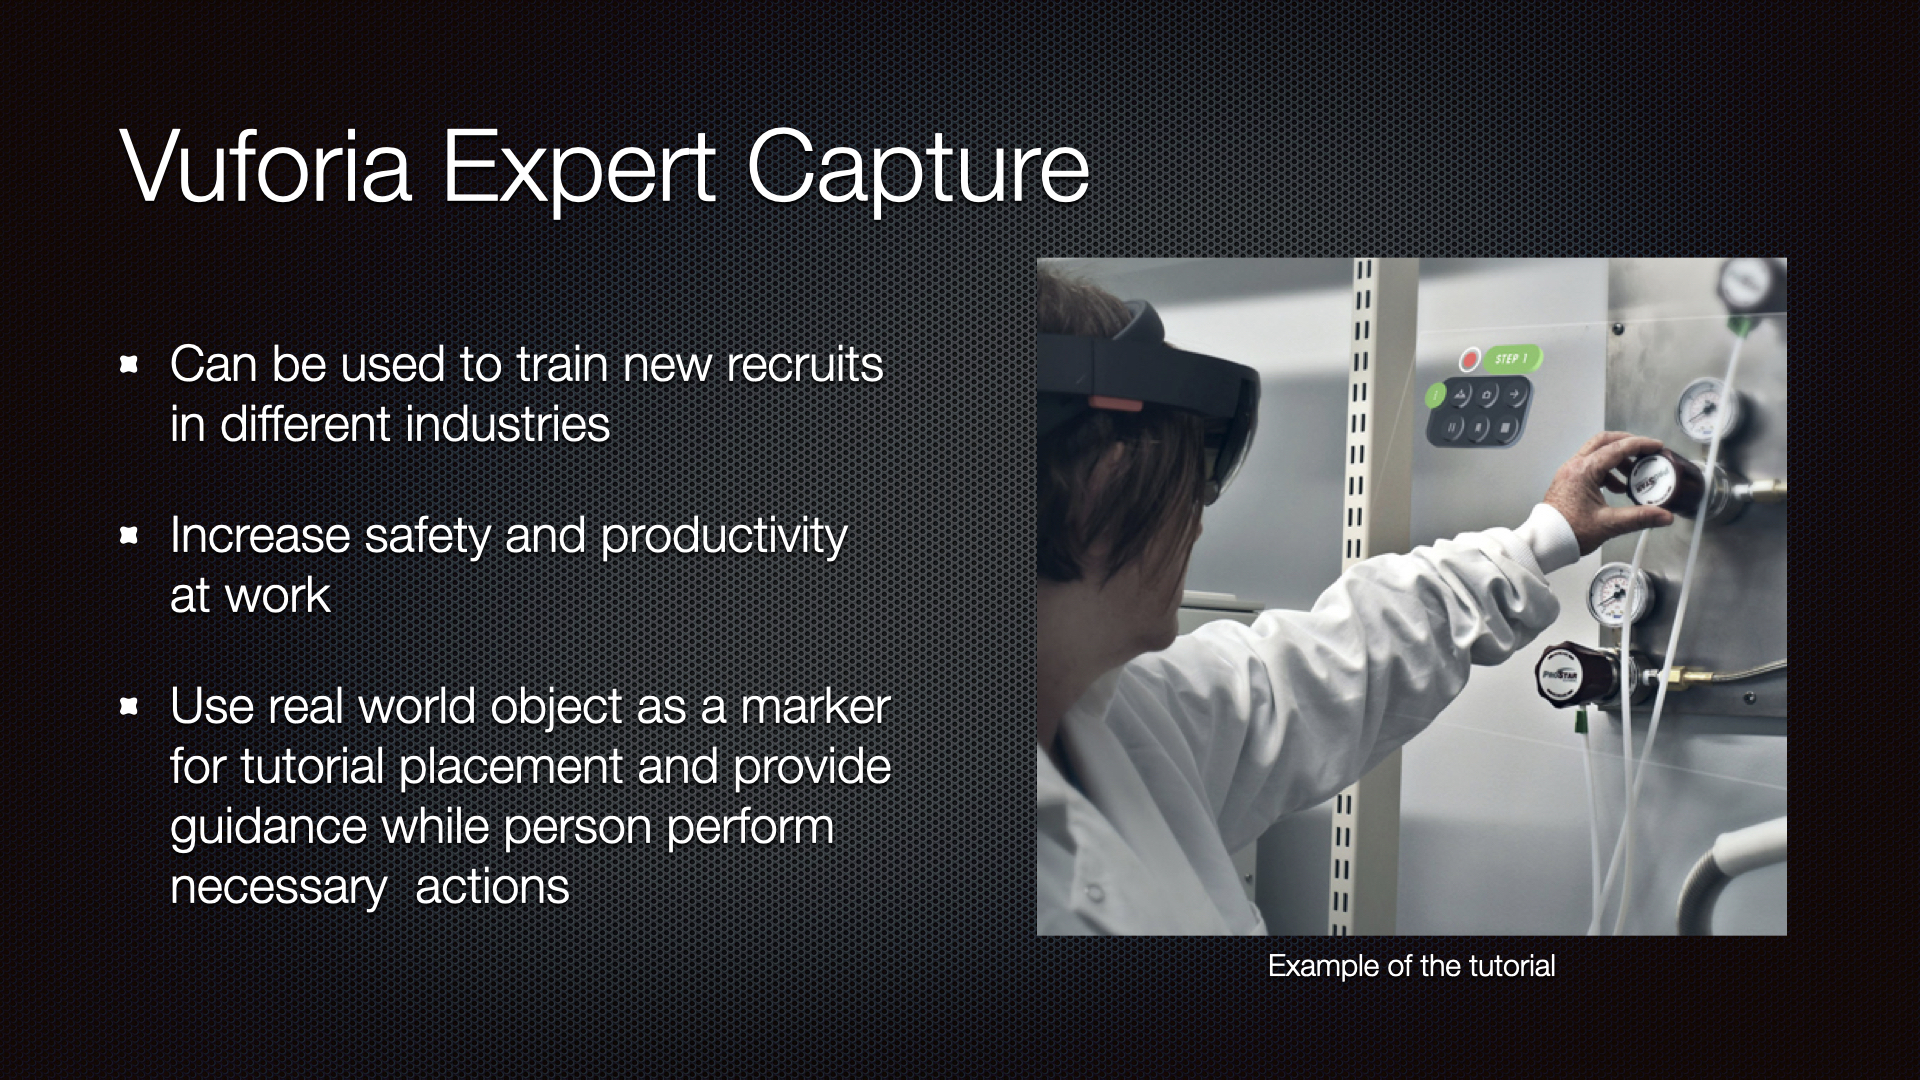 Vuforia Expert Capture
Can be used to train new recruits
in different industries
Increase safety and productivity
at work
Use real world object as a marker
for tutorial placement and provide
guidance while person perform
necessary  actions
STEP 1
PROSTAR
PROSTAR
Example of the tutorial